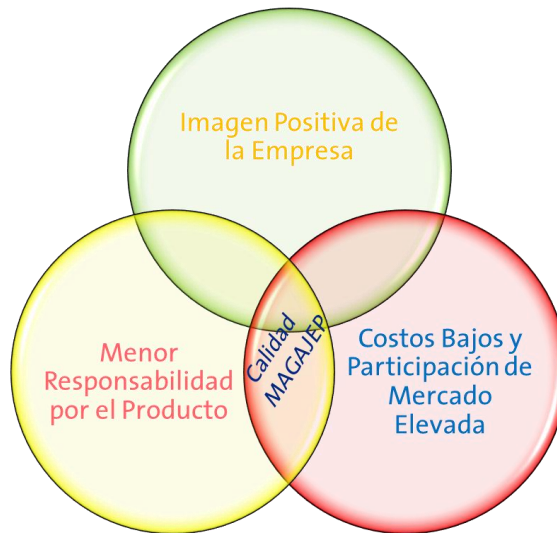 Imagen Positiva de
la Empresa
Menor
Responsabilidad
por el Producto
Calidad
MAGAJEP
Costos Bajos y
Participación de
Mercado
Elevada